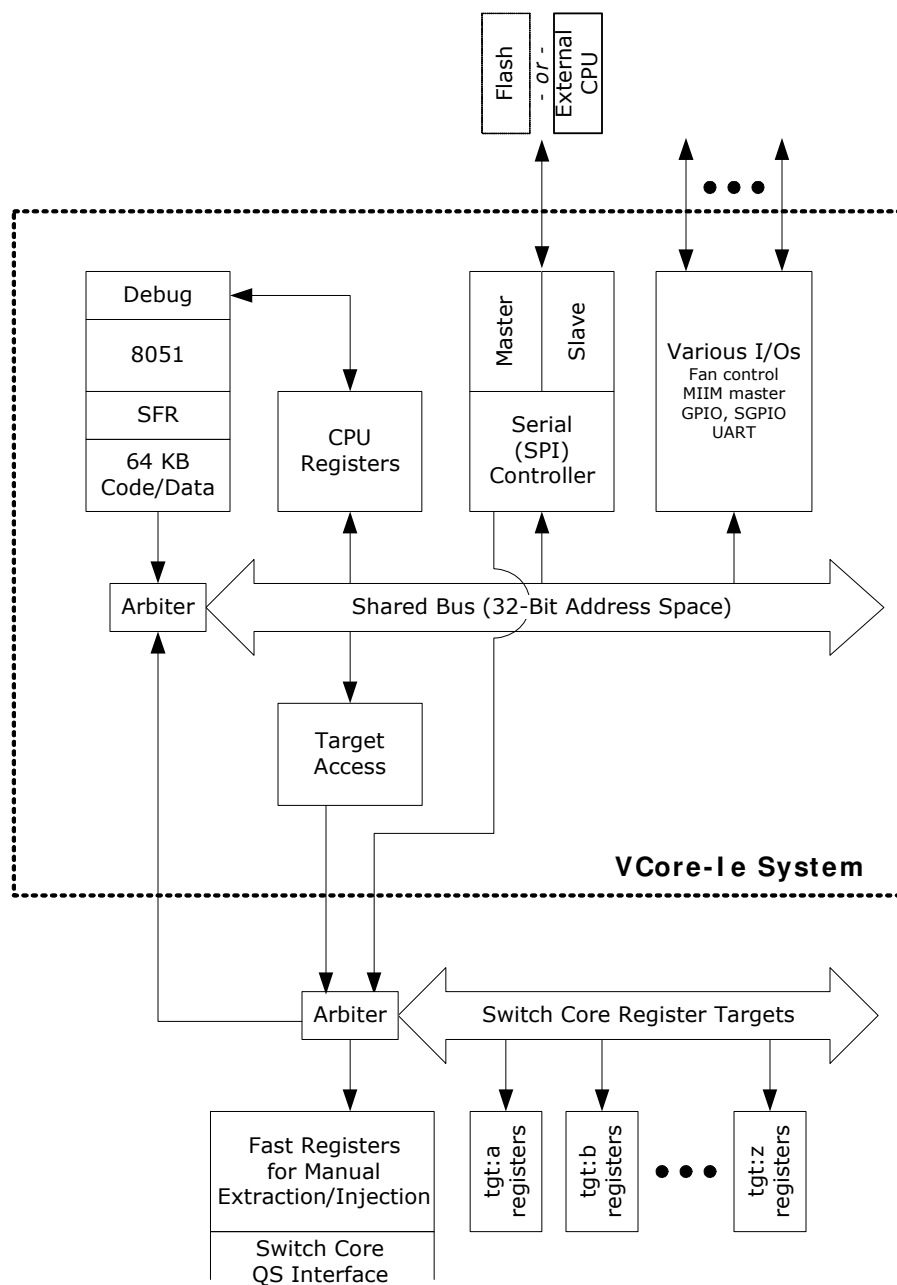 Flash
- or -
External
CPU
Debug
8051
SFR
64 KB
Code/Data
CPU
Registers
Master
Slave
Serial
(SPI)
Controller
Various I/Os
Fan control
MIIM master
GPIO, SGPIO
UART
Arbiter
Shared Bus (32-Bit Address Space)
Target
Access
VCore-Ie System
Arbiter
Switch Core Register Targets
Fast Registers
for Manual
Extraction/Injection
Switch Core
QS Interface
tgt:a
registers
tgt:b
registers
tgt:z
registers